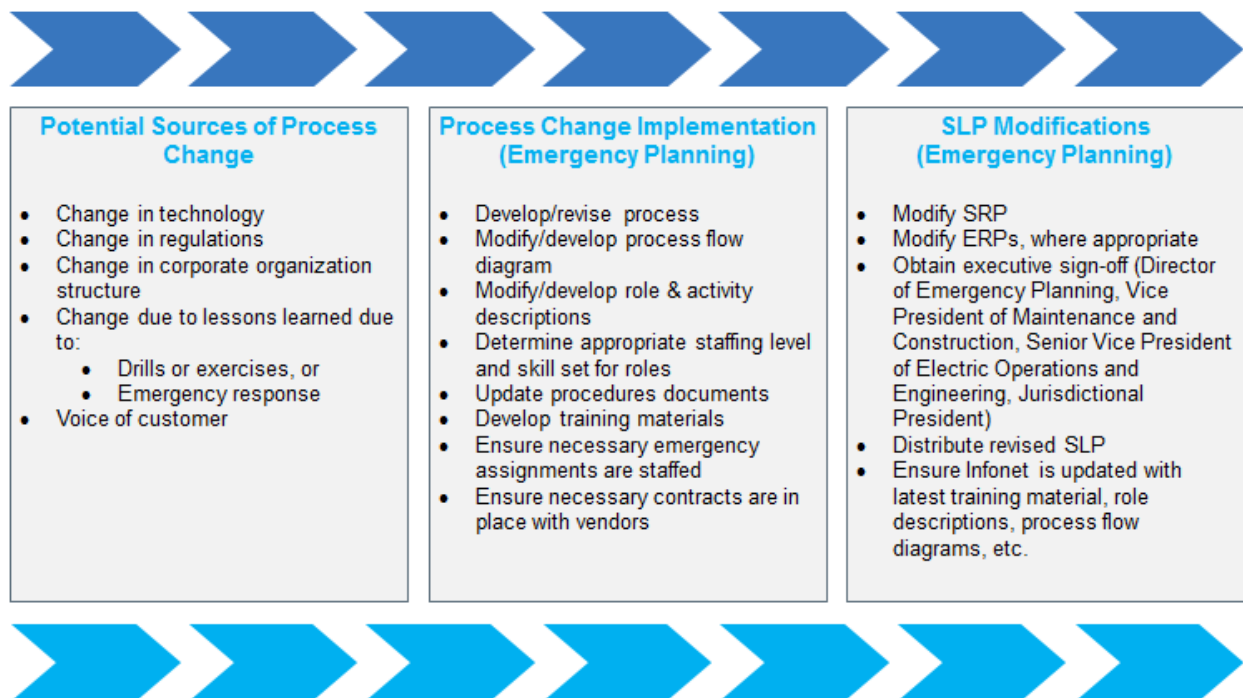 Potential Sources of Process
Change
• Change in technology
• Change in regulations
• Change in corporate organization
structure
• Change due to lessons learned due
to:
• Drills or exercises, or
• Emergency response
• Voice of customer
Process Change Implementation
(Emergency Planning)
• Develop/revise process
• Modify/develop process flow
diagram
• Modify/develop role & activity
descriptions
• Determine appropriate staffing level
and skill set for roles
• Update procedures documents
• Develop training materials
• Ensure necessary emergency
assignments are staffed
• Ensure necessary contracts are in
place with vendors
SLP Modifications
(Emergency Planning)
• Modify SRP
• Modify ERPs, where appropriate
• Obtain executive sign-off (Director
of Emergency Planning, Vice
President of Maintenance and
Construction, Senior Vice President
of Electric Operations and
Engineering, Jurisdictional
President)
• Distribute revised SLP
• Ensure Infonet is updated with
latest training material, role
descriptions, process flow
diagrams, etc.